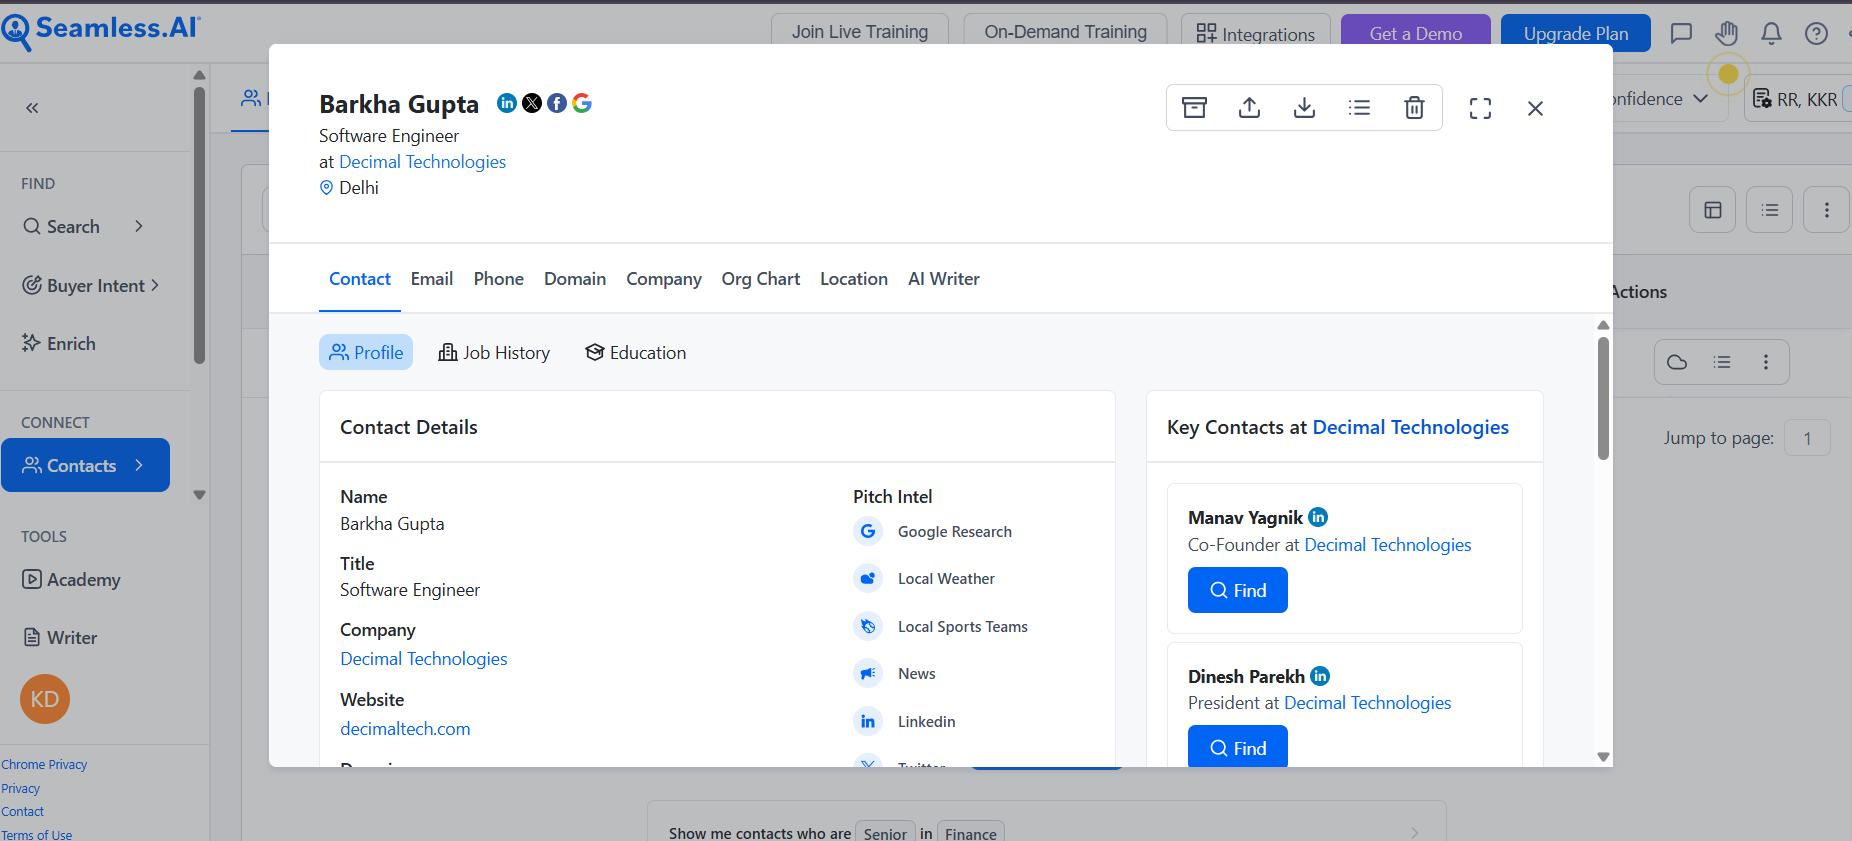 Seamless.AI
Join Live Training
On-Demand Training
Integrations
Get a Demo
Upgrade Plan
onfidence
RR, KKR
FIND
Search
Buyer Intent
Enrich
CONNECT
Contacts
TOOLS
Academy
Writer
KD
Chrome Privacy
Privacy
Contact
Terms of Use
Barkha Gupta
Software Engineer
at Decimal Technologies
Delhi
Contact Email Phone Domain Company Org Chart Location AI Writer
Profile Job History Education
Contact Details
Name
Barkha Gupta
Title
Software Engineer
Company
Decimal Technologies
Website
decimaltech.com
Pitch Intel
Google Research
Local Weather
Local Sports Teams
News
Linkedin
Twitter
Key Contacts at Decimal Technologies
Manav Yagnik
Co-Founder at Decimal Technologies
Find
Dinesh Parekh
President at Decimal Technologies
Find
Actions
Jump to page: 1
Show me contacts who are Senior in Finance